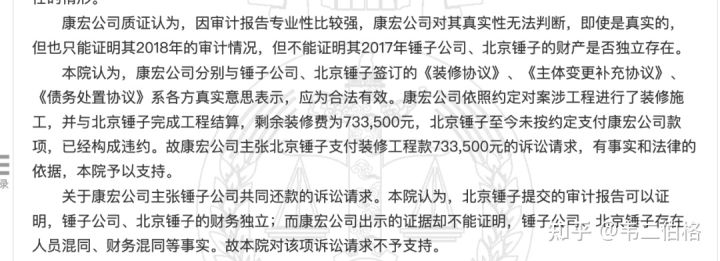 任的情形。
康宏公司质证认为，因审计报告专业性比较强，康宏公司对其真实性无法判断，即使是真实的，
但也只能证明其2018年的审计情况，但不能证明其2017年锤子公司、北京锤子的财产是否独立存在。
本院认为，康宏公司分别与锤子公司、北京锤子签订的《装修协议》、《主体变更补充协议》、
《债务处置协议》系各方真实意思表示，应为合法有效。康宏公司依照约定对案涉工程进行了装修施
工，并与北京锤子完成工程结算，剩余装修费为733,500元，北京锤子至今未按约定支付康宏公司款
项，已经构成违约。故康宏公司主张北京锤子支付装修工程款733,500元的诉讼请求，有事实和法律的
依据，本院予以支持。
录
关于康宏公司主张锤子公司共同还款的诉讼请求。本院认为，北京锤子提交的审计报告可以证
明，锤子公司、北京锤子的财务独立；而康宏公司出示的证据却不能证明，锤子公司、北京锤子存在
人员混同、财务混同等事实。故本院对该项诉讼请求不予支持。
知乎 @韦二伯格